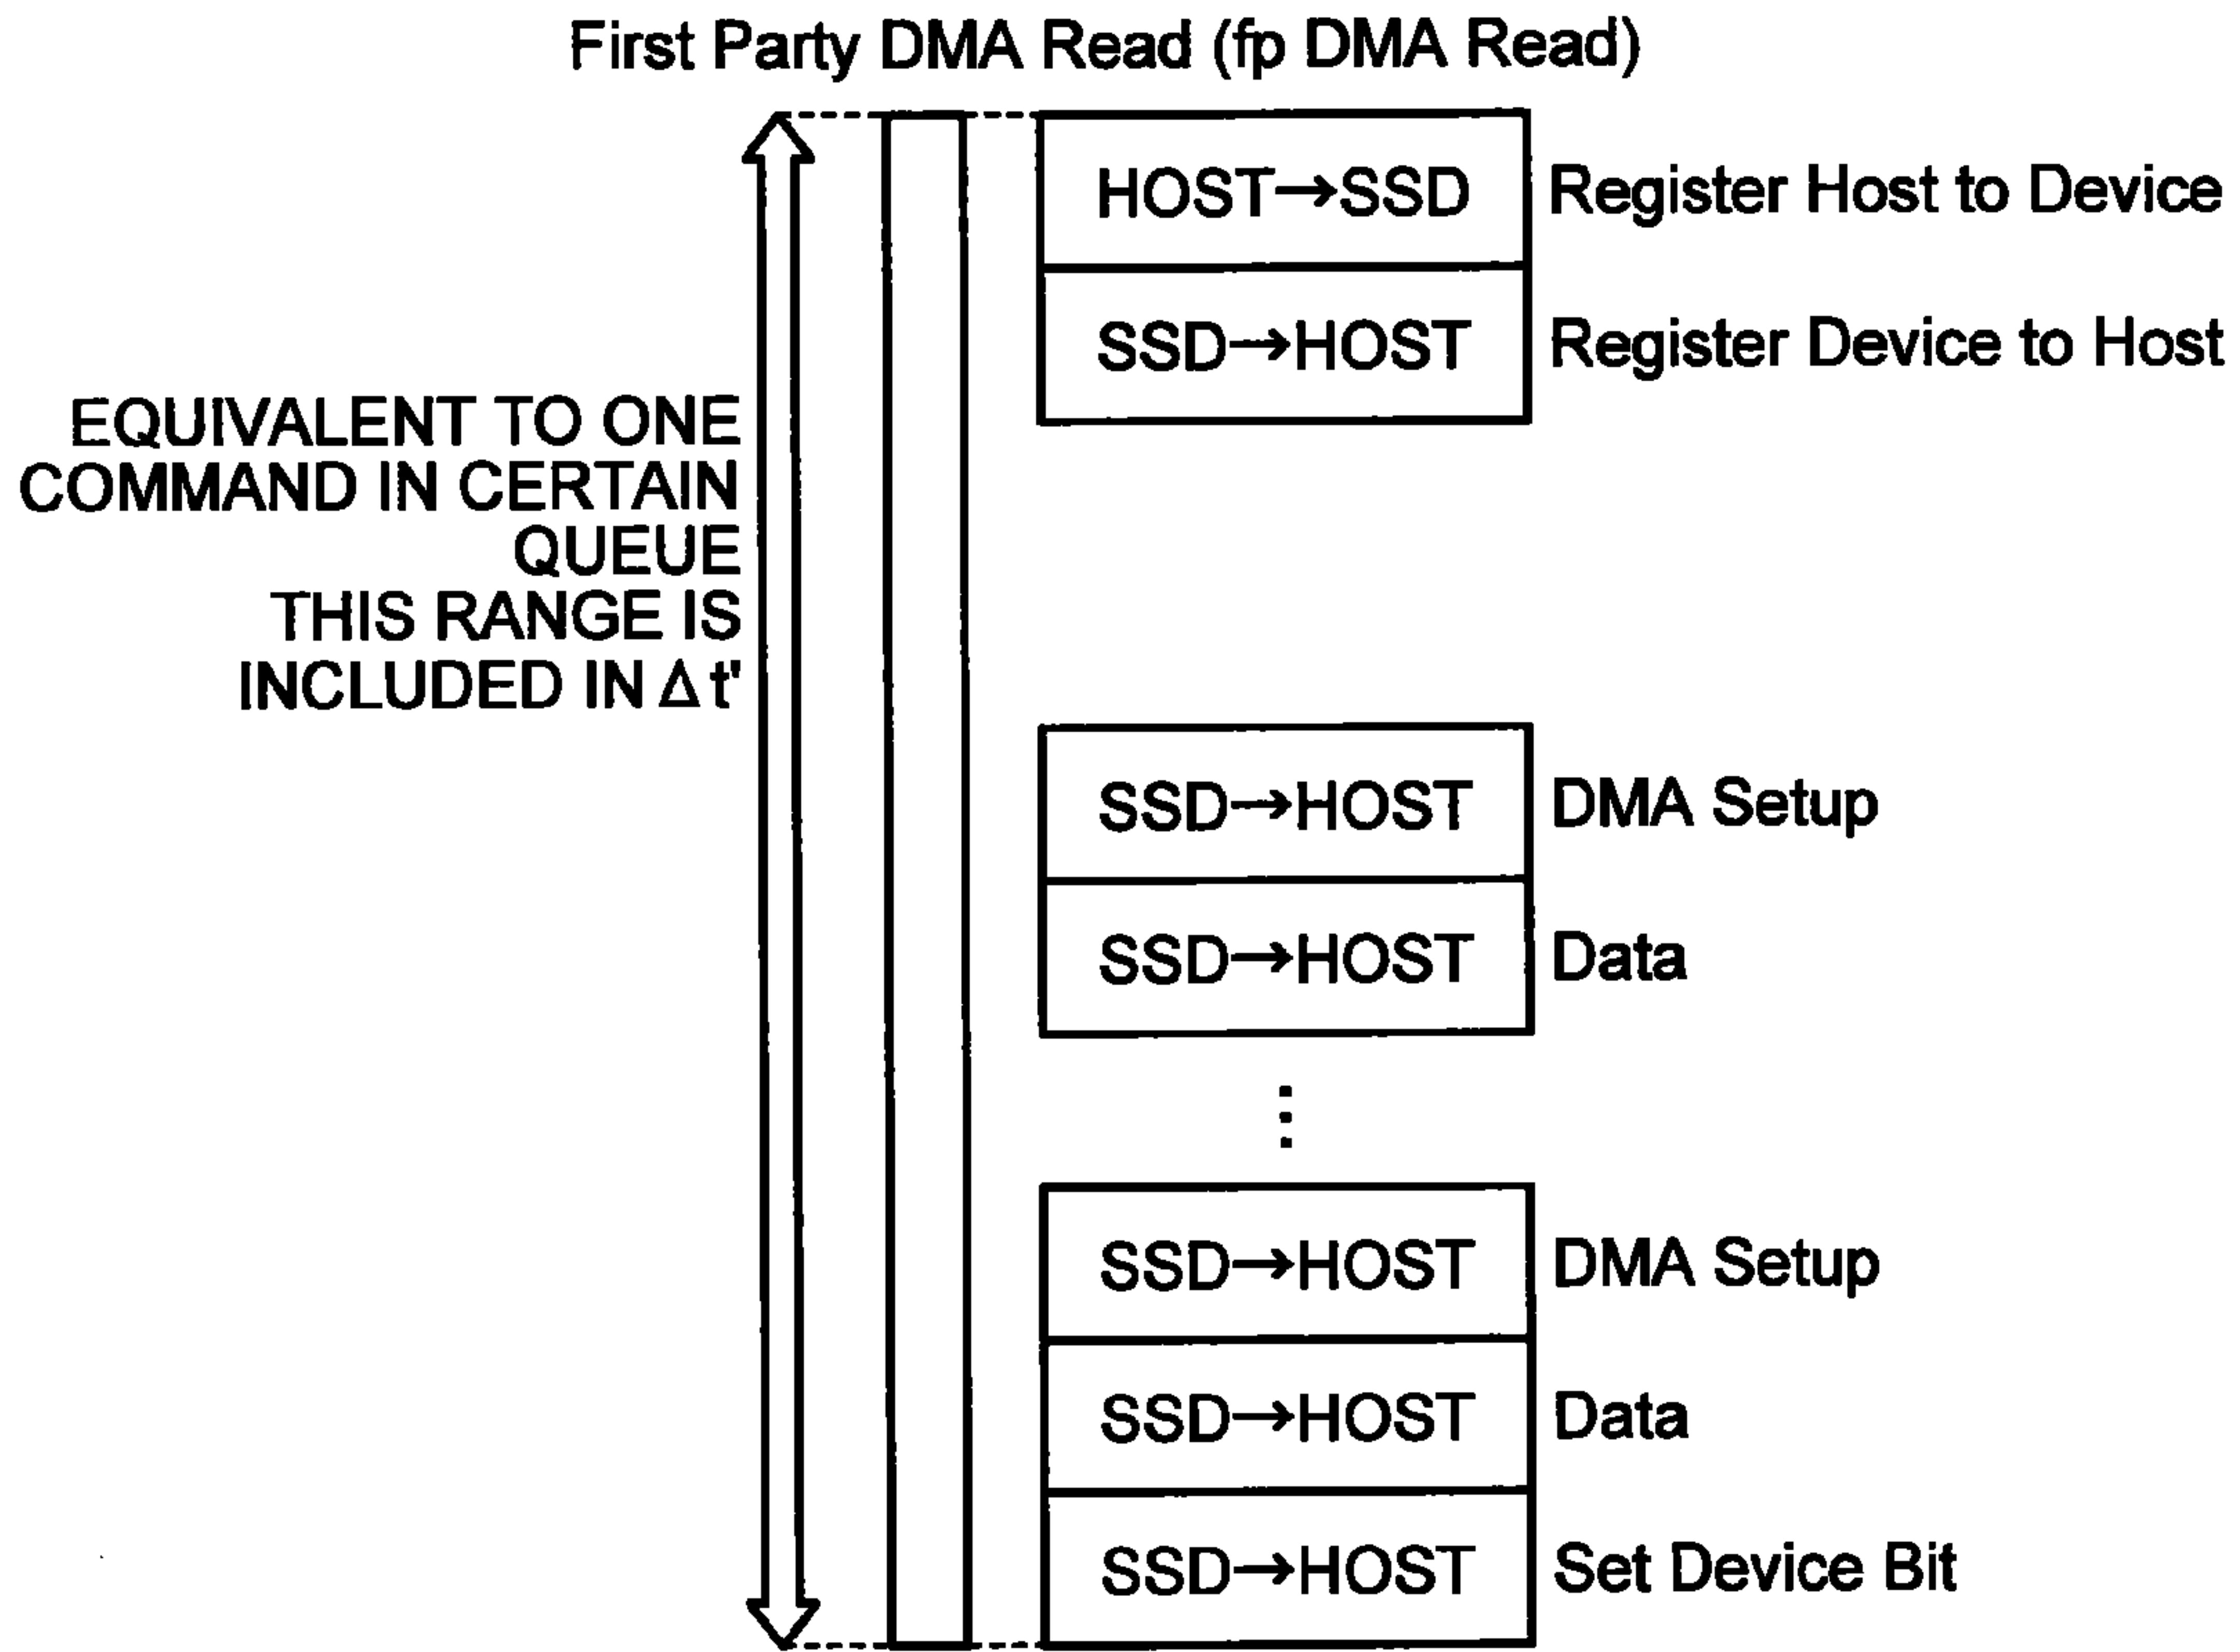 First Party DMA Read (fp DMA Read)
HOST→SSD Register Host to Device
SSD→HOST Register Device to Host
EQUIVALENT TO ONE
COMMAND IN CERTAIN
QUEUE
THIS RANGE IS
INCLUDED IN Δt'
SSD→HOST DMA Setup
SSD→HOST Data
⋮
SSD→HOST DMA Setup
SSD→HOST Data
SSD→HOST Set Device Bit